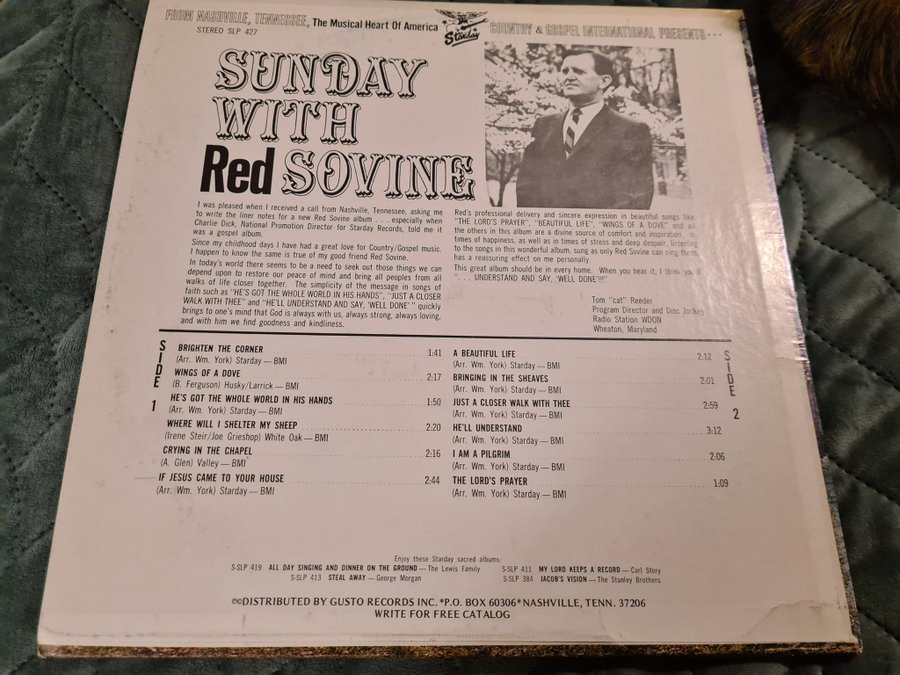 FROM NASHVILLE, TENNESSEE, The Musical Heart Of America Starday COUNTRY & GOSPEL INTERNATIONAL PRESENTS...
STEREO SLP 427
SUNDAY
WITH
Red SOVINE
I was pleased when I received a call from Nashville, Tennessee, asking me
to write the liner notes for a new Red Sovine album . . . . especially when
Charlie Dick, National Promotion Director for Starday Records, told me it
was a gospel album.
Since my childhood days I have had a great love for Country/Gospel music.
I happen to know the same is true of my good friend Red Sovine.
In today's world there seems to be a need to seek out those things we can
depend upon to restore our peace of mind and bring all peoples from all
walks of life closer together. The simplicity of the message in songs of
faith such as "HE'S GOT THE WHOLE WORLD IN HIS HANDS", "JUST A CLOSER
WALK WITH THEE" and "HE'LL UNDERSTAND AND SAY, 'WELL DONE'" quickly
brings to one's mind that God is always with us, always strong, always loving,
and with him we find goodness and kindliness.
Red's professional delivery and sincere expression in beautiful songs like
"THE LORD'S PRAYER", "BEAUTIFUL LIFE", "WINGS OF A DOVE" and all
the others in this album are a divine source of comfort and inspiration. In
times of happiness, as well as in times of stress and deep despair, listening
to the songs in this wonderful album, sung as only Red Sovine can sing them,
has a reassuring effect on me personally.
This great album should be in every home. When you hear it, I think you'll
". . . UNDERSTAND AND SAY, 'WELL DONE'!!!"
Tom "cat" Reeder
Program Director and Disc Jockey
Radio Station WDON
Wheaton, Maryland
SIDE 1
BRIGHTEN THE CORNER 1:41
(Arr. Wm. York) Starday — BMI
WINGS OF A DOVE 2:17
(B. Ferguson) Husky/Larrick — BMI
HE'S GOT THE WHOLE WORLD IN HIS HANDS 1:50
(Arr. Wm. York) Starday — BMI
WHERE WILL I SHELTER MY SHEEP 2:20
(Irene Steir/Joe Grieshop) White Oak — BMI
CRYING IN THE CHAPEL 2:16
(A. Glen) Valley — BMI
IF JESUS CAME TO YOUR HOUSE 2:44
(Arr. Wm. York) Starday — BMI
SIDE 2
A BEAUTIFUL LIFE 2:12
(Arr. Wm. York) Starday — BMI
BRINGING IN THE SHEAVES 2:01
(Arr. Wm. York) Starday — BMI
JUST A CLOSER WALK WITH THEE 2:59
(Arr. Wm. York) Starday — BMI
HE'LL UNDERSTAND 3:12
(Arr. Wm. York) Starday — BMI
I AM A PILGRIM 2:06
(Arr. Wm. York) Starday — BMI
THE LORD'S PRAYER 1:09
(Arr. Wm. York) Starday — BMI
Enjoy these Starday sacred albums:
S-SLP 419 ALL DAY SINGING AND DINNER ON THE GROUND — The Lewis Family S-SLP 411 MY LORD KEEPS A RECORD — Carl Story
S-SLP 413 STEAL AWAY — George Morgan S-SLP 384 JACOB'S VISION — The Stanley Brothers
℗©DISTRIBUTED BY GUSTO RECORDS INC. *P.O. BOX 60306* NASHVILLE, TENN. 37206
WRITE FOR FREE CATALOG